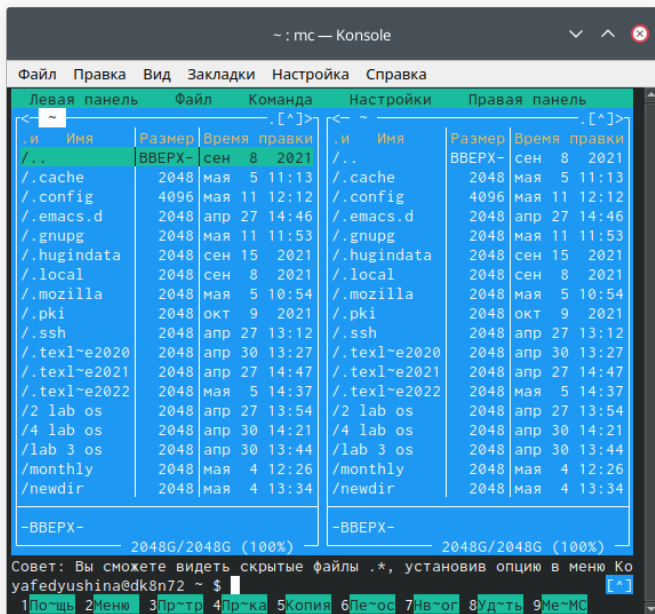 ~ : mc — Konsole
Файл Правка Вид Закладки Настройка Справка
Левая панель Файл Команда Настройки Правая панель
<— ~ ———.[^]> <— ~ ———.[^]>
.и Имя Размер Время правки .и Имя Размер Время правки
/.. ВВЕРХ- сен 8 2021 /.. ВВЕРХ- сен 8 2021
/.cache 2048 мая 5 11:13 /.cache 2048 мая 5 11:13
/.config 4096 мая 11 12:12 /.config 4096 мая 11 12:12
/.emacs.d 2048 апр 27 14:46 /.emacs.d 2048 апр 27 14:46
/.gnupg 2048 мая 11 11:53 /.gnupg 2048 мая 11 11:53
/.hugindata 2048 сен 15 2021 /.hugindata 2048 сен 15 2021
/.local 2048 сен 8 2021 /.local 2048 сен 8 2021
/.mozilla 2048 мая 5 10:54 /.mozilla 2048 мая 5 10:54
/.pki 2048 окт 9 2021 /.pki 2048 окт 9 2021
/.ssh 2048 апр 27 13:12 /.ssh 2048 апр 27 13:12
/.texl~e2020 2048 апр 30 13:27 /.texl~e2020 2048 апр 30 13:27
/.texl~e2021 2048 апр 27 14:47 /.texl~e2021 2048 апр 27 14:47
/.texl~e2022 2048 мая 5 14:37 /.texl~e2022 2048 мая 5 14:37
/2 lab os 2048 апр 27 13:54 /2 lab os 2048 апр 27 13:54
/4 lab os 2048 апр 30 14:21 /4 lab os 2048 апр 30 14:21
/lab 3 os 2048 апр 30 13:44 /lab 3 os 2048 апр 30 13:44
/monthly 2048 мая 4 12:26 /monthly 2048 мая 4 12:26
/newdir 2048 мая 4 13:34 /newdir 2048 мая 4 13:34
-ВВЕРХ- -ВВЕРХ-
2048G/2048G (100%) 2048G/2048G (100%)
Совет: Вы сможете видеть скрытые файлы .*, установив опцию в меню Ко
yafedyushina@dk8n72 ~ $ [^]
1По~щь 2Меню 3Пр~тр 4Пр~ка 5Копия 6Пе~ос 7Нв~ог 8Уд~ть 9Ме~МС